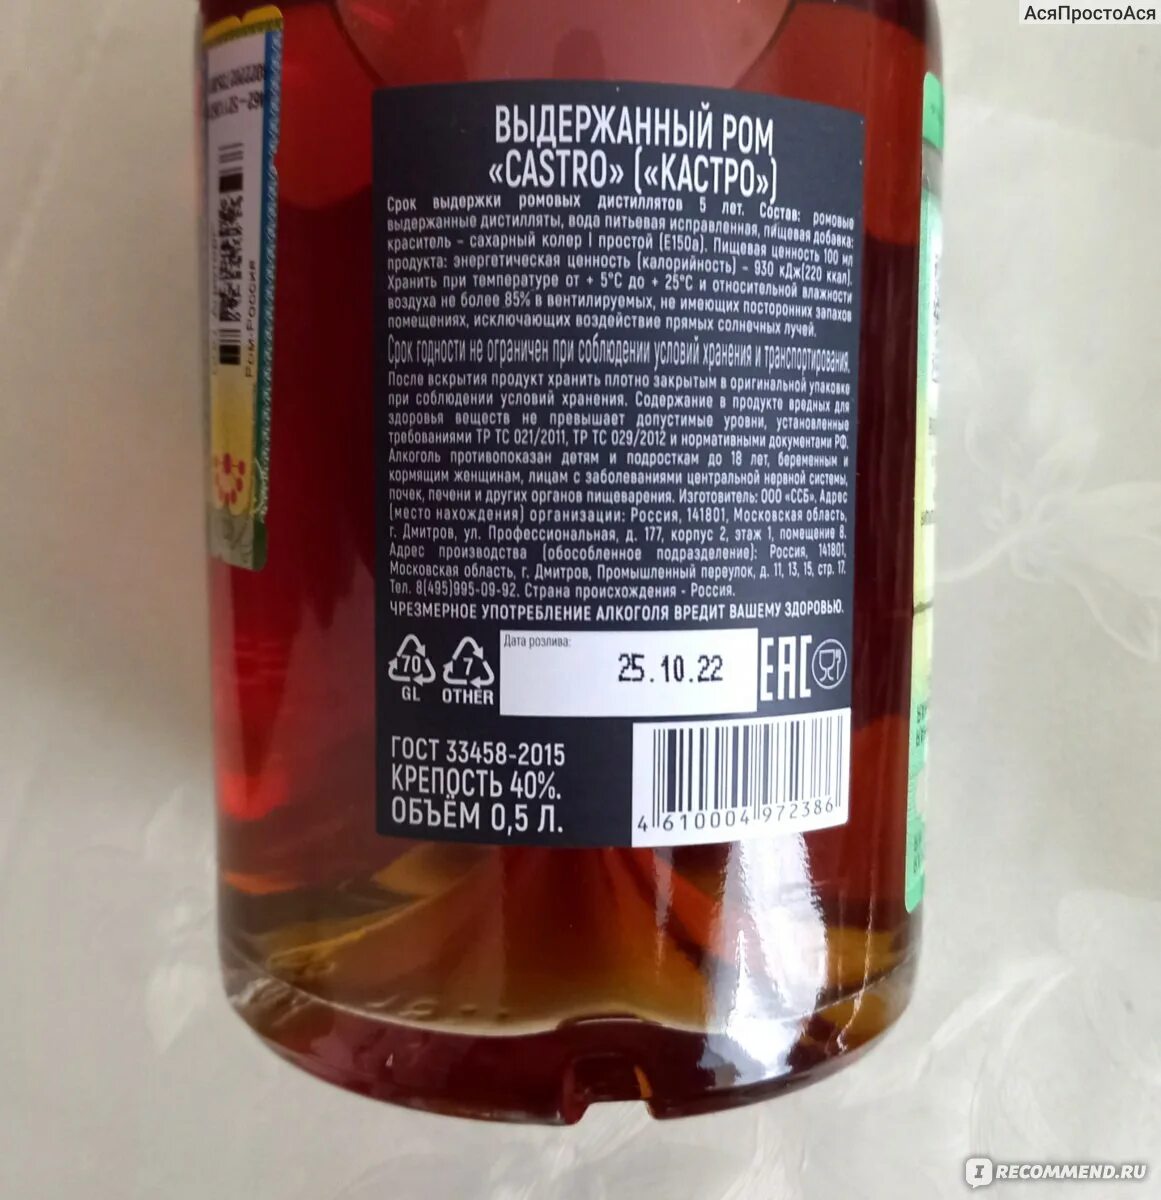 АсяПростоАся
ВЫДЕРЖАННЫЙ РОМ
«CASTRO» («КАСТРО»)
Срок выдержки ромовых дистиллятов 5 лет. Состав: ромовые
выдержанные дистилляты, вода питьевая исправленная, пищевая добавка:
краситель – сахарный колер I простой (Е150а). Пищевая ценность 100 мл
продукта: энергетическая ценность (калорийность) – 930 кДж(220 ккал).
Хранить при температуре от + 5°С до + 25°С и относительной влажности
воздуха не более 85% в вентилируемых, не имеющих посторонних запахов
помещениях, исключающих воздействие прямых солнечных лучей.
Срок годности не ограничен при соблюдении условий хранения и транспортирования.
После вскрытия продукт хранить плотно закрытым в оригинальной упаковке
при соблюдении условий хранения. Содержание в продукте вредных для
здоровья веществ не превышает допустимые уровни, установленные
требованиями ТР ТС 021/2011, ТР ТС 029/2012 и нормативными документами РФ.
Алкоголь противопоказан детям и подросткам до 18 лет, беременным и
кормящим женщинам, лицам с заболеваниями центральной нервной системы,
почек, печени и других органов пищеварения. Изготовитель: ООО «ССБ». Адрес
(место нахождения) организации: Россия, 141801, Московская область,
г. Дмитров, ул. Профессиональная, д. 177, корпус 2, этаж 1, помещение 8.
Адрес производства (обособленное подразделение): Россия, 141801,
Московская область, г. Дмитров, Промышленный переулок, д. 11, 13, 15, стр. 17.
Тел. 8(495)995-09-92. Страна происхождения - Россия.
ЧРЕЗМЕРНОЕ УПОТРЕБЛЕНИЕ АЛКОГОЛЯ ВРЕДИТ ВАШЕМУ ЗДОРОВЬЮ.
70
GL
7
OTHER
Дата розлива:
25.10.22
EAC
ГОСТ 33458-2015
КРЕПОСТЬ 40%.
ОБЪЁМ 0,5 Л.
4 610004 972386
Ром.Россия
IRECOMMEND.RU